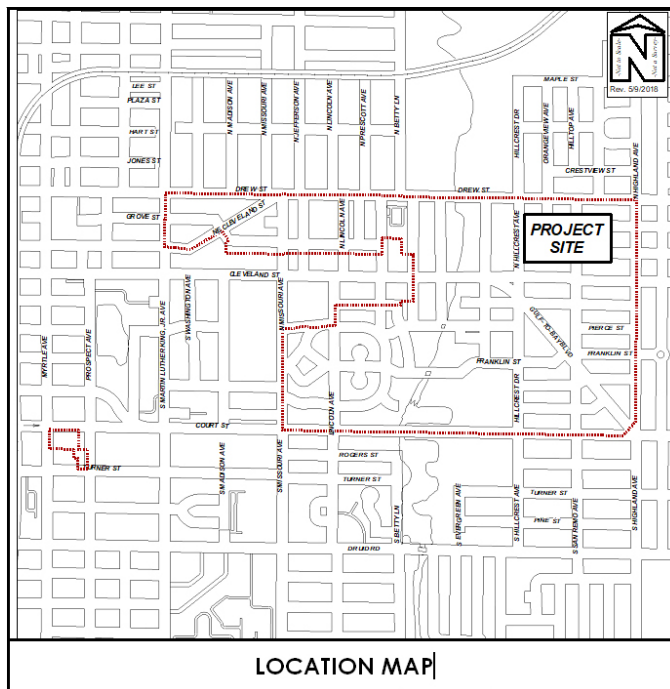 Not to Scale
Not a Survey
N
Rev. 5/9/2018
MAPLE ST
LEE ST
PLAZA ST
HART ST
JONES ST
N MADISON AVE
N MISSOURI AVE
N JEFFERSON AVE
N LINCOLN AVE
N PRESCOTT AVE
N BETTY LN
HILLCREST DR
ORANGEVIEW AVE
HILLTOP AVE
CRESTVIEW ST
N HIGHLAND AVE
DREW ST
DREW ST.
GROVE ST
NE CLEVELAND ST
N LINCOLN AVE
N HILLCREST AVE
PROJECT
SITE
CLEVELAND ST
S WASHINGTON AVE
N MISSOURI AVE
GULF-TO-BAY BLVD
PIERCE ST
FRANKLIN ST
FRANKLIN ST
MYRTLE AVE
PROSPECT AVE
S MARTIN LUTHER KING, JR. AVE
HILLCREST DR
COURT ST
S MADISON AVE
S MISSOURI AVE
ROGERS ST
TURNER ST
S BETTY LN
S EVERGREEN AVE
S HILLCREST AVE
TURNER ST
PINE ST
S SAN REMO AVE
S HIGHLAND AVE
DRUID RD
LOCATION MAP